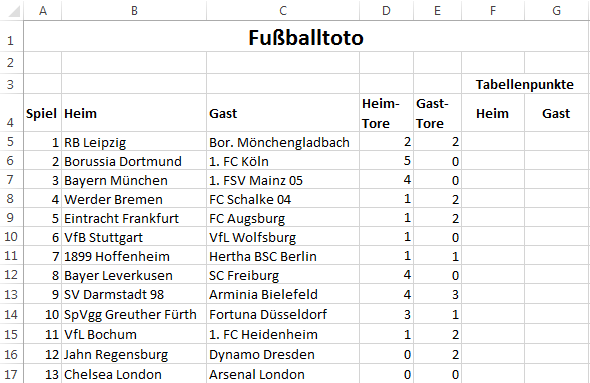 A B C D E F G
1 Fußballtoto
2
3 Tabellenpunkte
4 Spiel Heim Gast Heim-Tore Gast-Tore Heim Gast
5 1 RB Leipzig Bor. Mönchengladbach 2 2
6 2 Borussia Dortmund 1. FC Köln 5 0
7 3 Bayern München 1. FSV Mainz 05 4 0
8 4 Werder Bremen FC Schalke 04 1 2
9 5 Eintracht Frankfurt FC Augsburg 1 2
10 6 VfB Stuttgart VfL Wolfsburg 1 0
11 7 1899 Hoffenheim Hertha BSC Berlin 1 1
12 8 Bayer Leverkusen SC Freiburg 4 0
13 9 SV Darmstadt 98 Arminia Bielefeld 4 3
14 10 SpVgg Greuther Fürth Fortuna Düsseldorf 3 1
15 11 VfL Bochum 1. FC Heidenheim 1 2
16 12 Jahn Regensburg Dynamo Dresden 0 2
17 13 Chelsea London Arsenal London 0 0